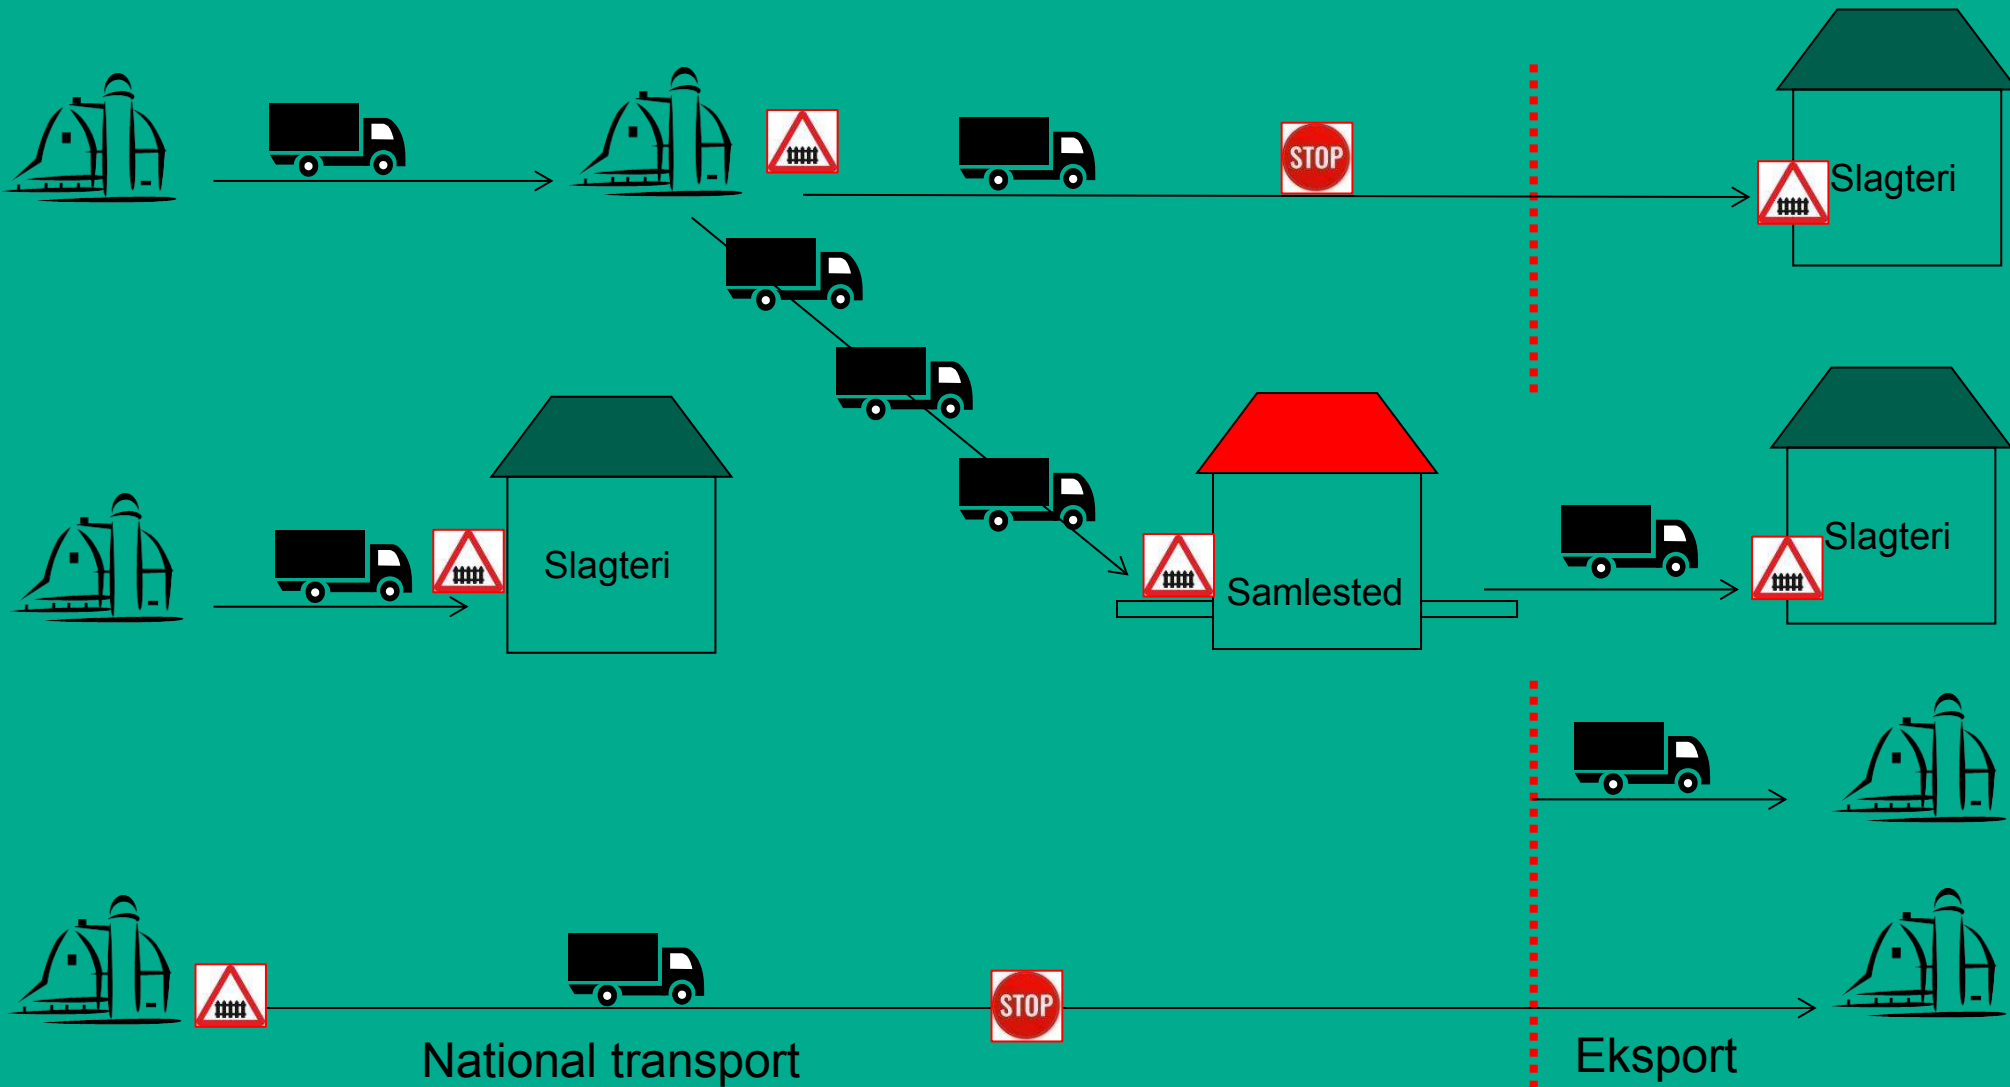 STOP
Slagteri
Slagteri
Samlested
Slagteri
STOP
National transport
Eksport